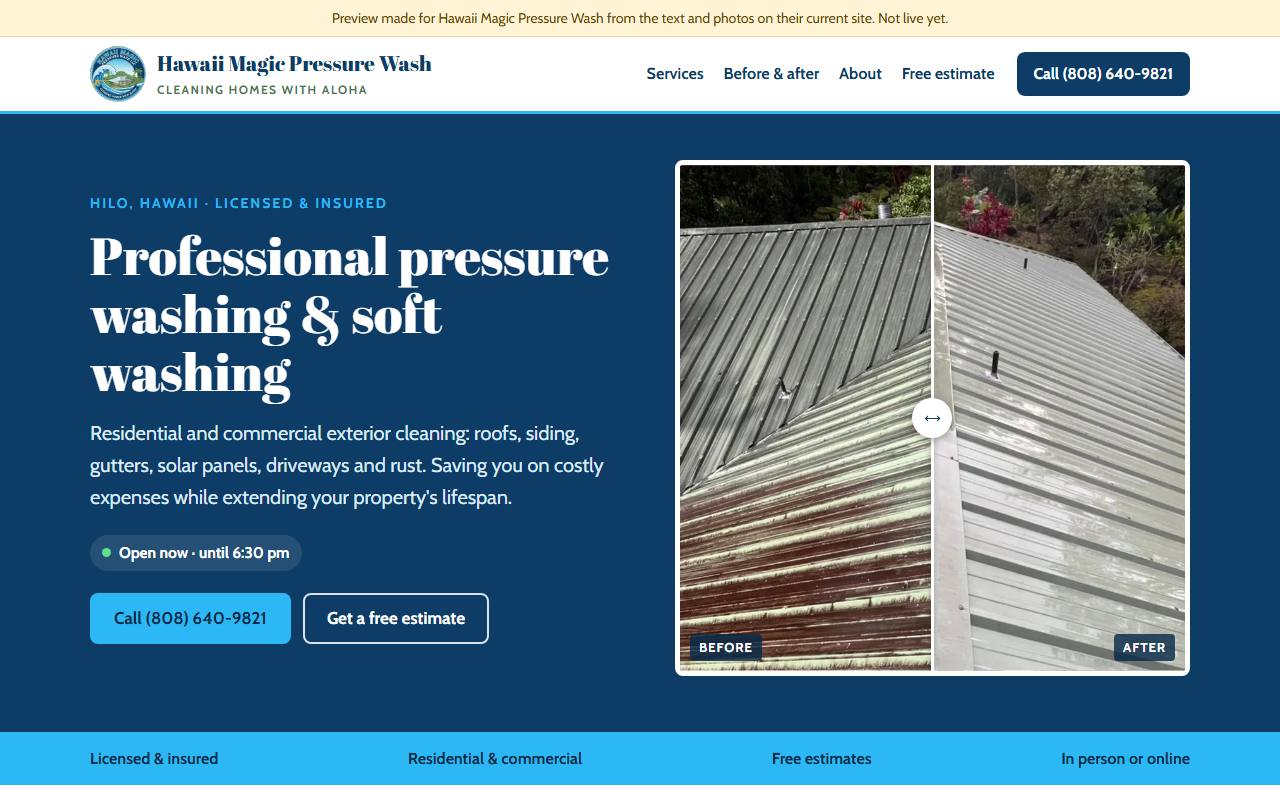 Preview made for Hawaii Magic Pressure Wash from the text and photos on their current site. Not live yet.
Hawaii Magic Pressure Wash
CLEANING HOMES WITH ALOHA
Services
Before & after
About
Free estimate
Call (808) 640-9821
HILO, HAWAII · LICENSED & INSURED
Professional pressure
washing & soft
washing
Residential and commercial exterior cleaning: roofs, siding,
gutters, solar panels, driveways and rust. Saving you on costly
expenses while extending your property's lifespan.
Open now · until 6:30 pm
Call (808) 640-9821
Get a free estimate
BEFORE
AFTER
Licensed & insured
Residential & commercial
Free estimates
In person or online